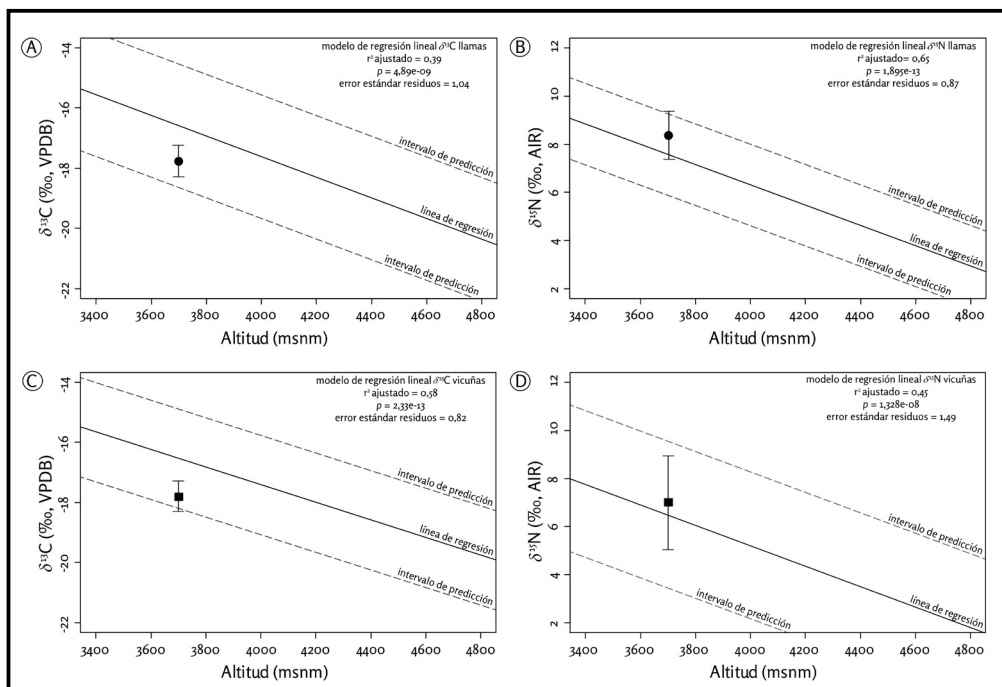 A
modelo de regresión lineal δ¹³C llamas
r² ajustado = 0,39
p = 4,89e-09
error estándar residuos = 1,04
intervalo de predicción
línea de regresión
intervalo de predicción
δ¹³C (‰, VPDB)
-14
-16
-18
-20
-22
3400 3600 3800 4000 4200 4400 4600 4800
Altitud (msnm)
B
modelo de regresión lineal δ¹⁵N llamas
r² ajustado= 0,65
p = 1,895e-13
error estándar residuos = 0,87
intervalo de predicción
línea de regresión
intervalo de predicción
δ¹⁵N (‰, AIR)
12
10
8
6
4
2
3400 3600 3800 4000 4200 4400 4600 4800
Altitud (msnm)
C
modelo de regresión lineal δ¹³C vicuñas
r² ajustado = 0,58
p = 2,33e-13
error estándar residuos = 0,82
intervalo de predicción
línea de regresión
intervalo de predicción
δ¹³C (‰, VPDB)
-14
-16
-18
-20
-22
3400 3600 3800 4000 4200 4400 4600 4800
Altitud (msnm)
D
modelo de regresión lineal δ¹⁵N vicuñas
r² ajustado = 0,45
p = 1,328e-08
error estándar residuos = 1,49
intervalo de predicción
línea de regresión
intervalo de predicción
δ¹⁵N (‰, AIR)
12
10
8
6
4
2
3400 3600 3800 4000 4200 4400 4600 4800
Altitud (msnm)